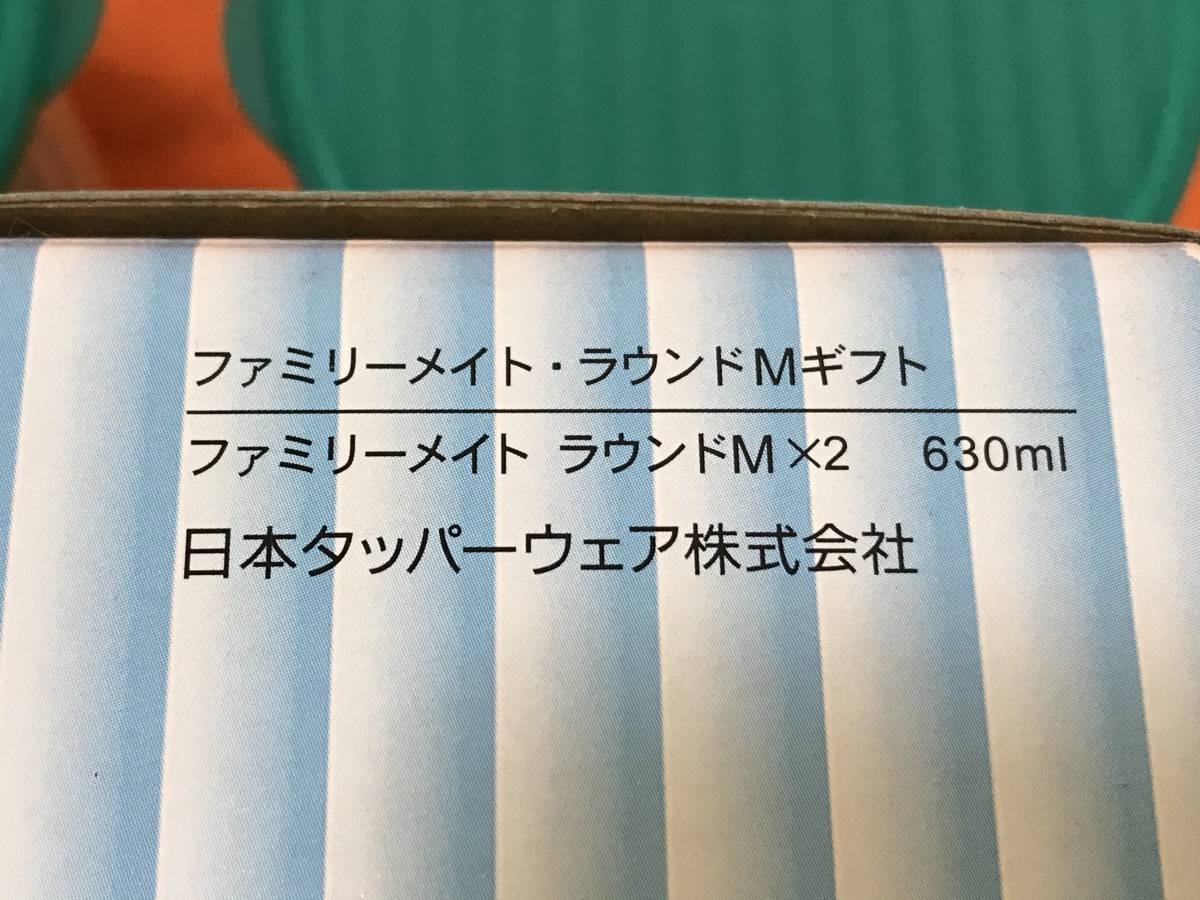 ファミリーメイト・ラウンドMギフト
ファミリーメイト ラウンドM×2 630ml
日本タッパーウェア株式会社